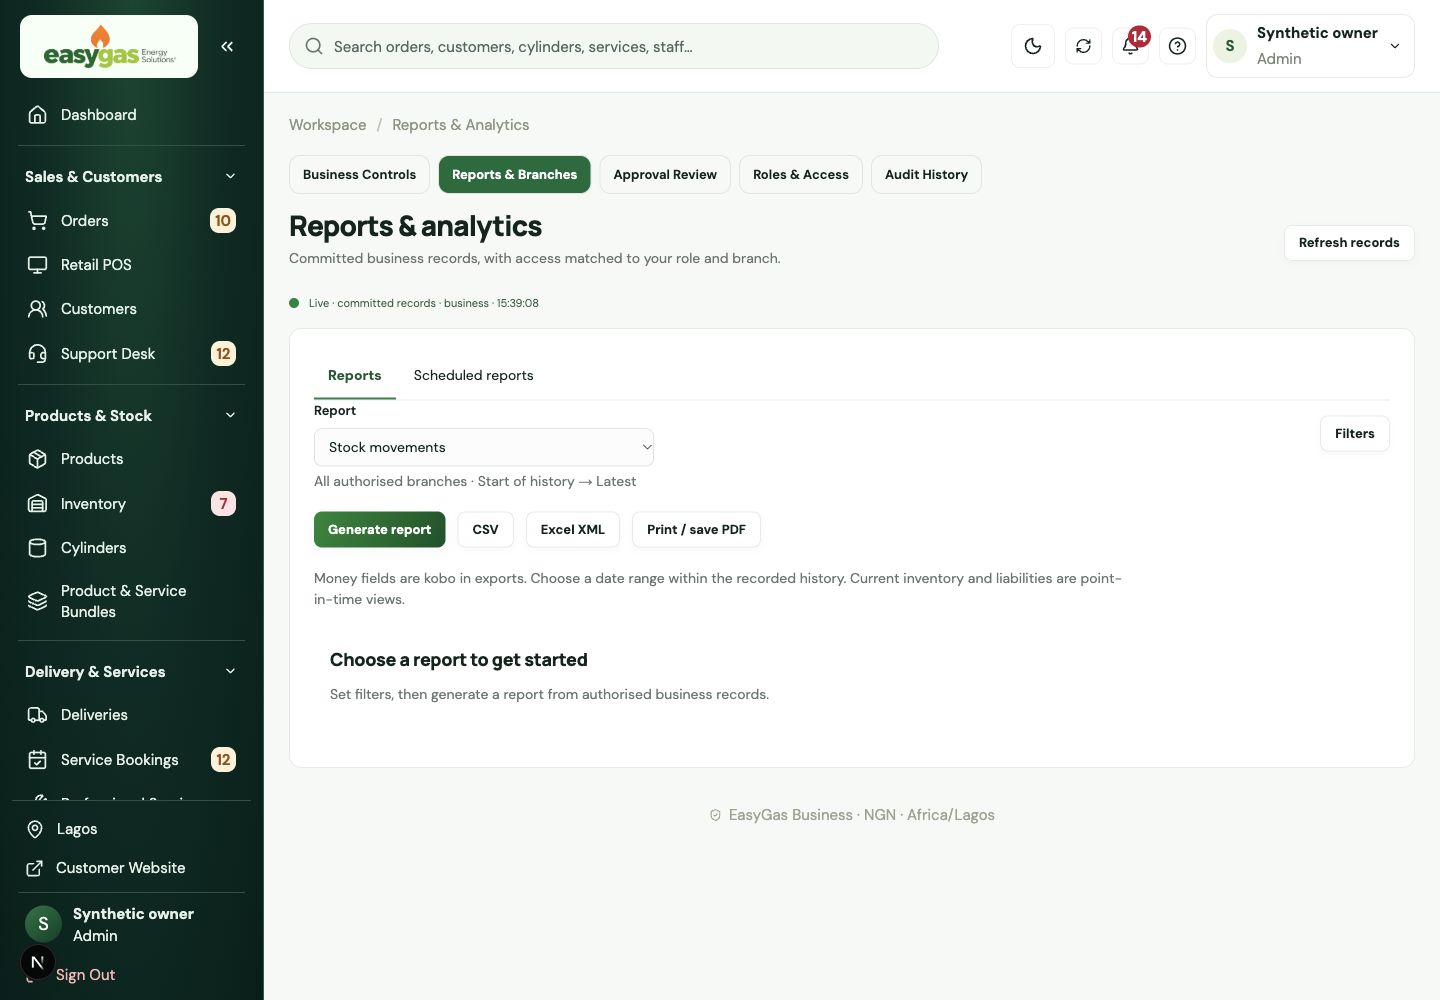 easygas Energy Solutions
Search orders, customers, cylinders, services, staff...
14
S
Synthetic owner
Admin
Dashboard
Sales & Customers
Orders 10
Retail POS
Customers
Support Desk 12
Products & Stock
Products
Inventory 7
Cylinders
Product & Service
Bundles
Delivery & Services
Deliveries
Service Bookings 12
Lagos
Customer Website
S
Synthetic owner
Admin
N
Sign Out
Workspace / Reports & Analytics
Business Controls
Reports & Branches
Approval Review
Roles & Access
Audit History
Reports & analytics
Committed business records, with access matched to your role and branch.
Refresh records
Live · committed records · business · 15:39:08
Reports
Scheduled reports
Report
Stock movements
Filters
All authorised branches · Start of history → Latest
Generate report
CSV
Excel XML
Print / save PDF
Money fields are kobo in exports. Choose a date range within the recorded history. Current inventory and liabilities are point-
in-time views.
Choose a report to get started
Set filters, then generate a report from authorised business records.
EasyGas Business · NGN · Africa/Lagos